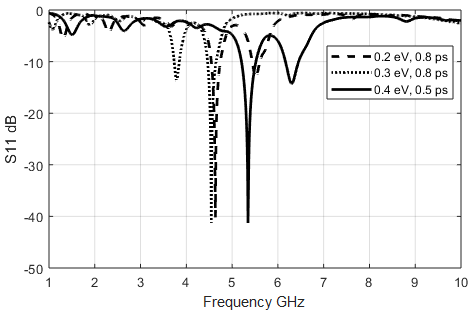 0
-10
-20
-30
-40
-50
S11 dB
0.2 eV, 0.8 ps
0.3 eV, 0.8 ps
0.4 eV, 0.5 ps
1 2 3 4 5 6 7 8 9 10
Frequency GHz